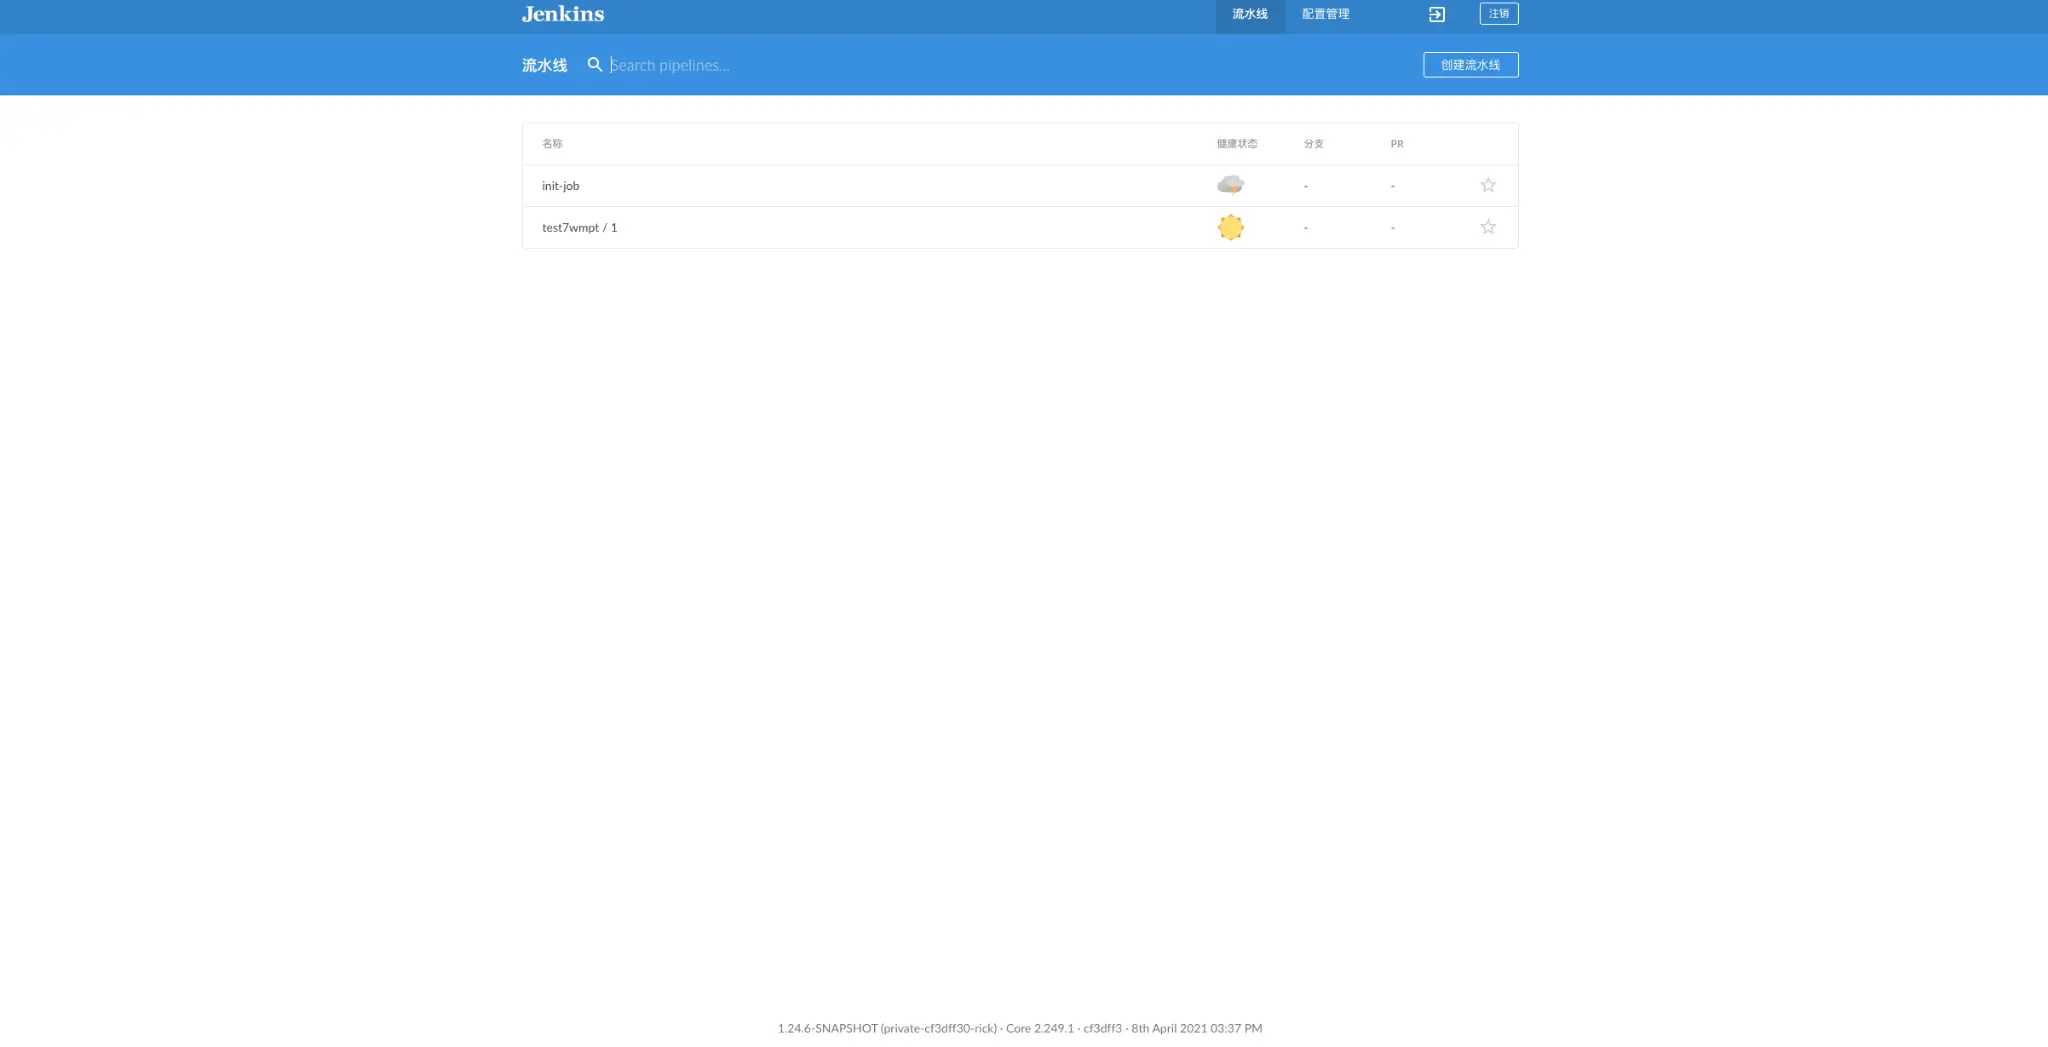 Jenkins 流水线 配置管理 注销
流水线 Search pipelines... 创建流水线
名称 健康状态 分支 PR
init-job - -
test7wmpt / 1 - -
1.24.6-SNAPSHOT (private-cf3dff30-rick) · Core 2.249.1 · cf3dff3 · 8th April 2021 03:37 PM